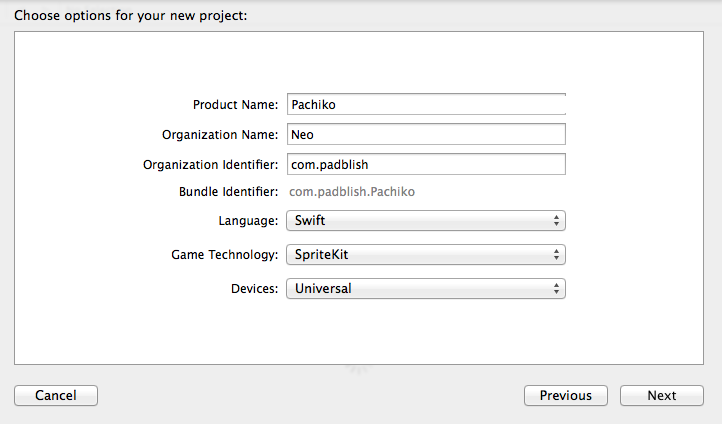 Choose options for your new project:
Product Name: Pachiko
Organization Name: Neo
Organization Identifier: com.padblish
Bundle Identifier: com.padblish.Pachiko
Language: Swift
Game Technology: SpriteKit
Devices: Universal
Cancel Previous Next